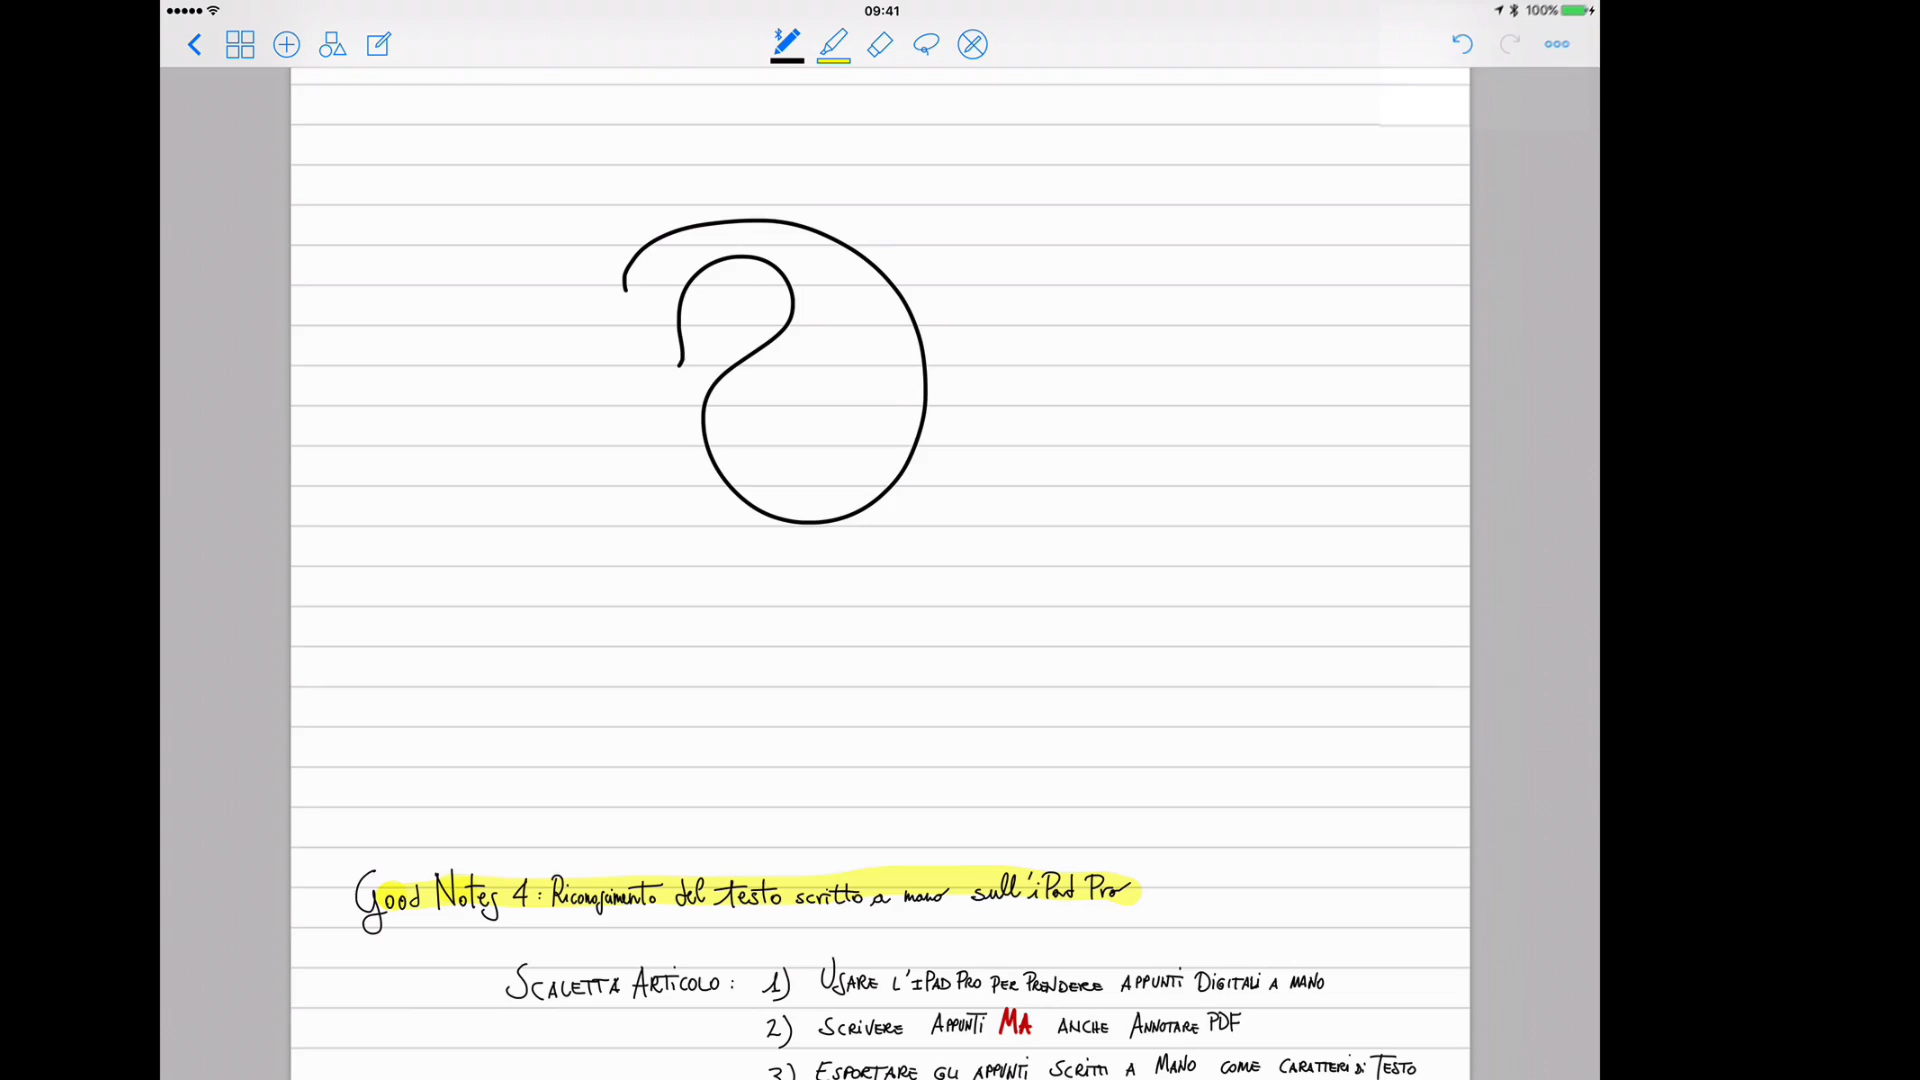 09:41
100%
Good Notes 4: Riconoscimento del testo scritto a mano sull'iPad Pro
SCALETTA ARTICOLO: 1) USARE L'IPAD PRO PER PRENDERE APPUNTI DIGITALI A MANO
2) SCRIVERE APPUNTI MA ANCHE ANNOTARE PDF
3) ESPORTARE GLI APPUNTI SCRITTI A MANO COME CARATTERI DI TESTO